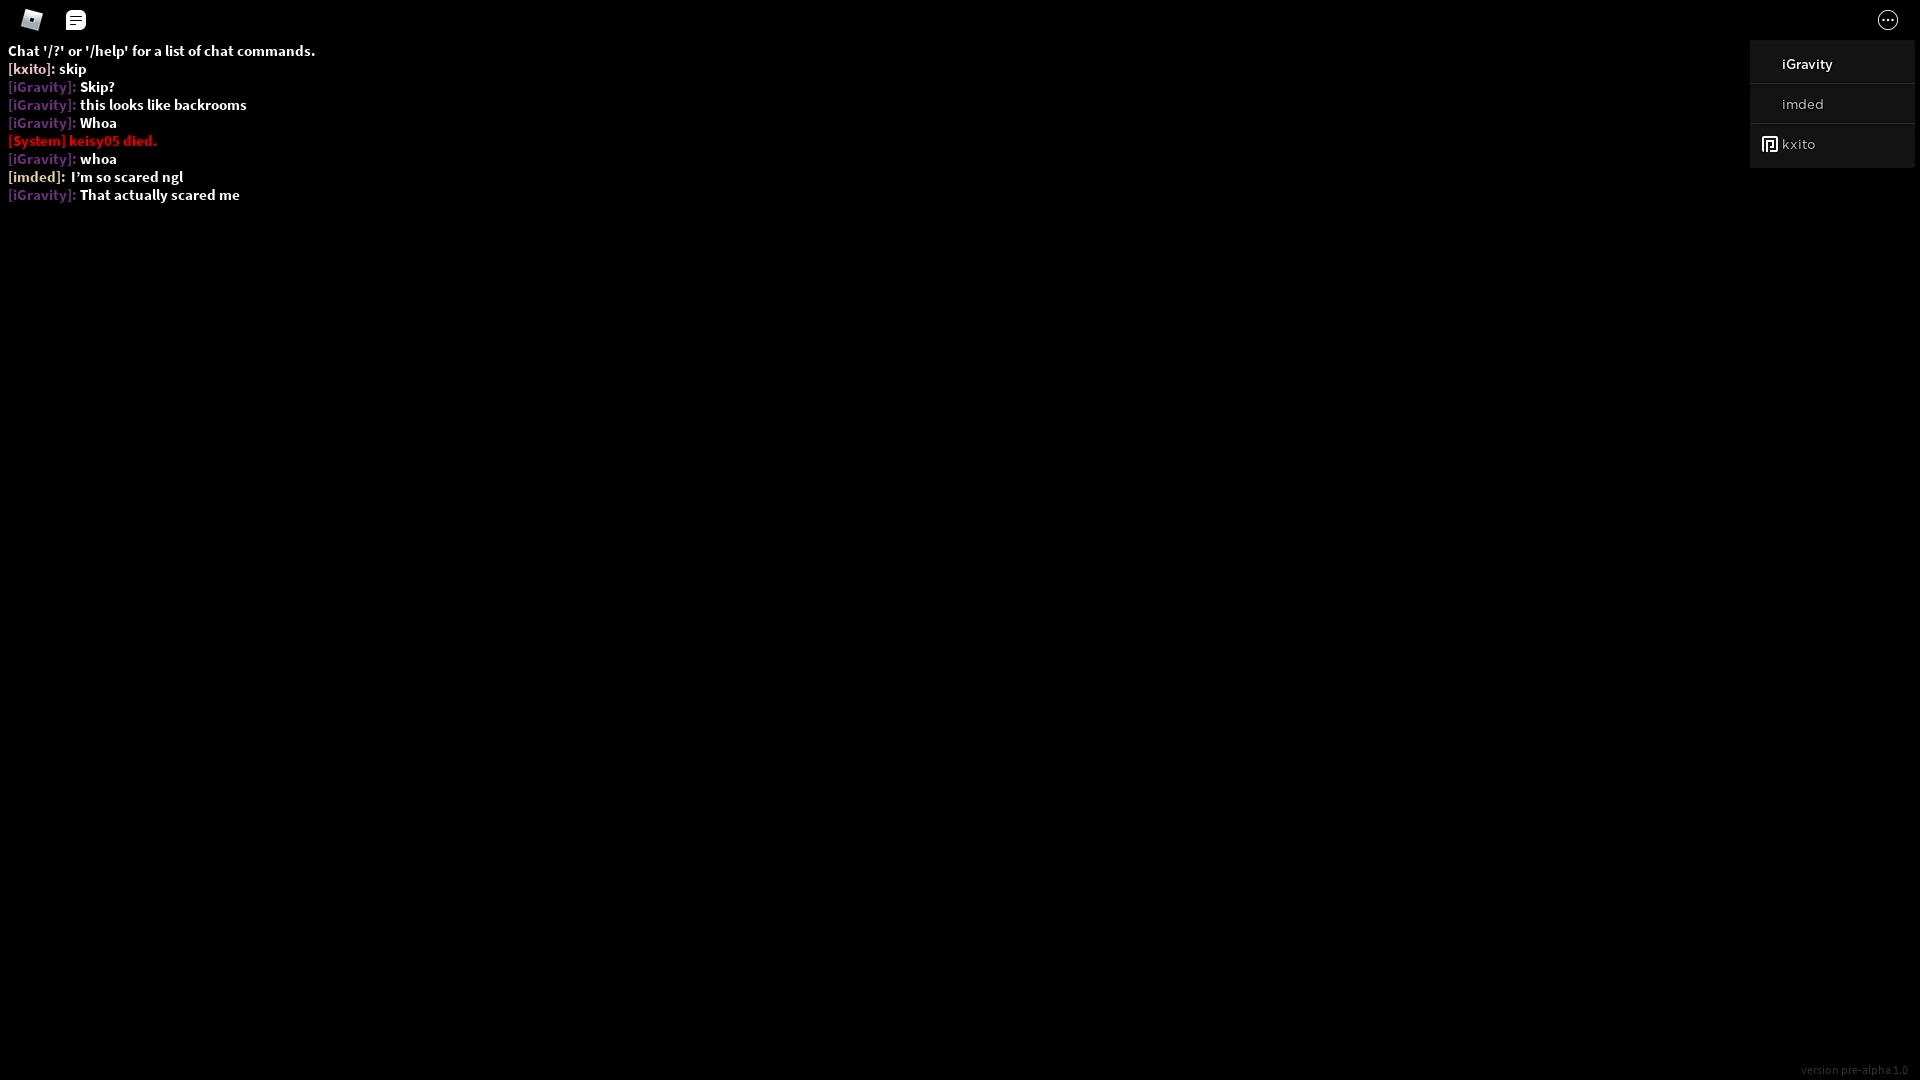 Chat '/?' or '/help' for a list of chat commands.
[kxito]: skip
[iGravity]: Skip?
[iGravity]: this looks like backrooms
[iGravity]: Whoa
[System] keisy05 died.
[iGravity]: whoa
[imded]: I’m so scared ngl
[iGravity]: That actually scared me
iGravity
imded
kxito
version pre-alpha 1.0